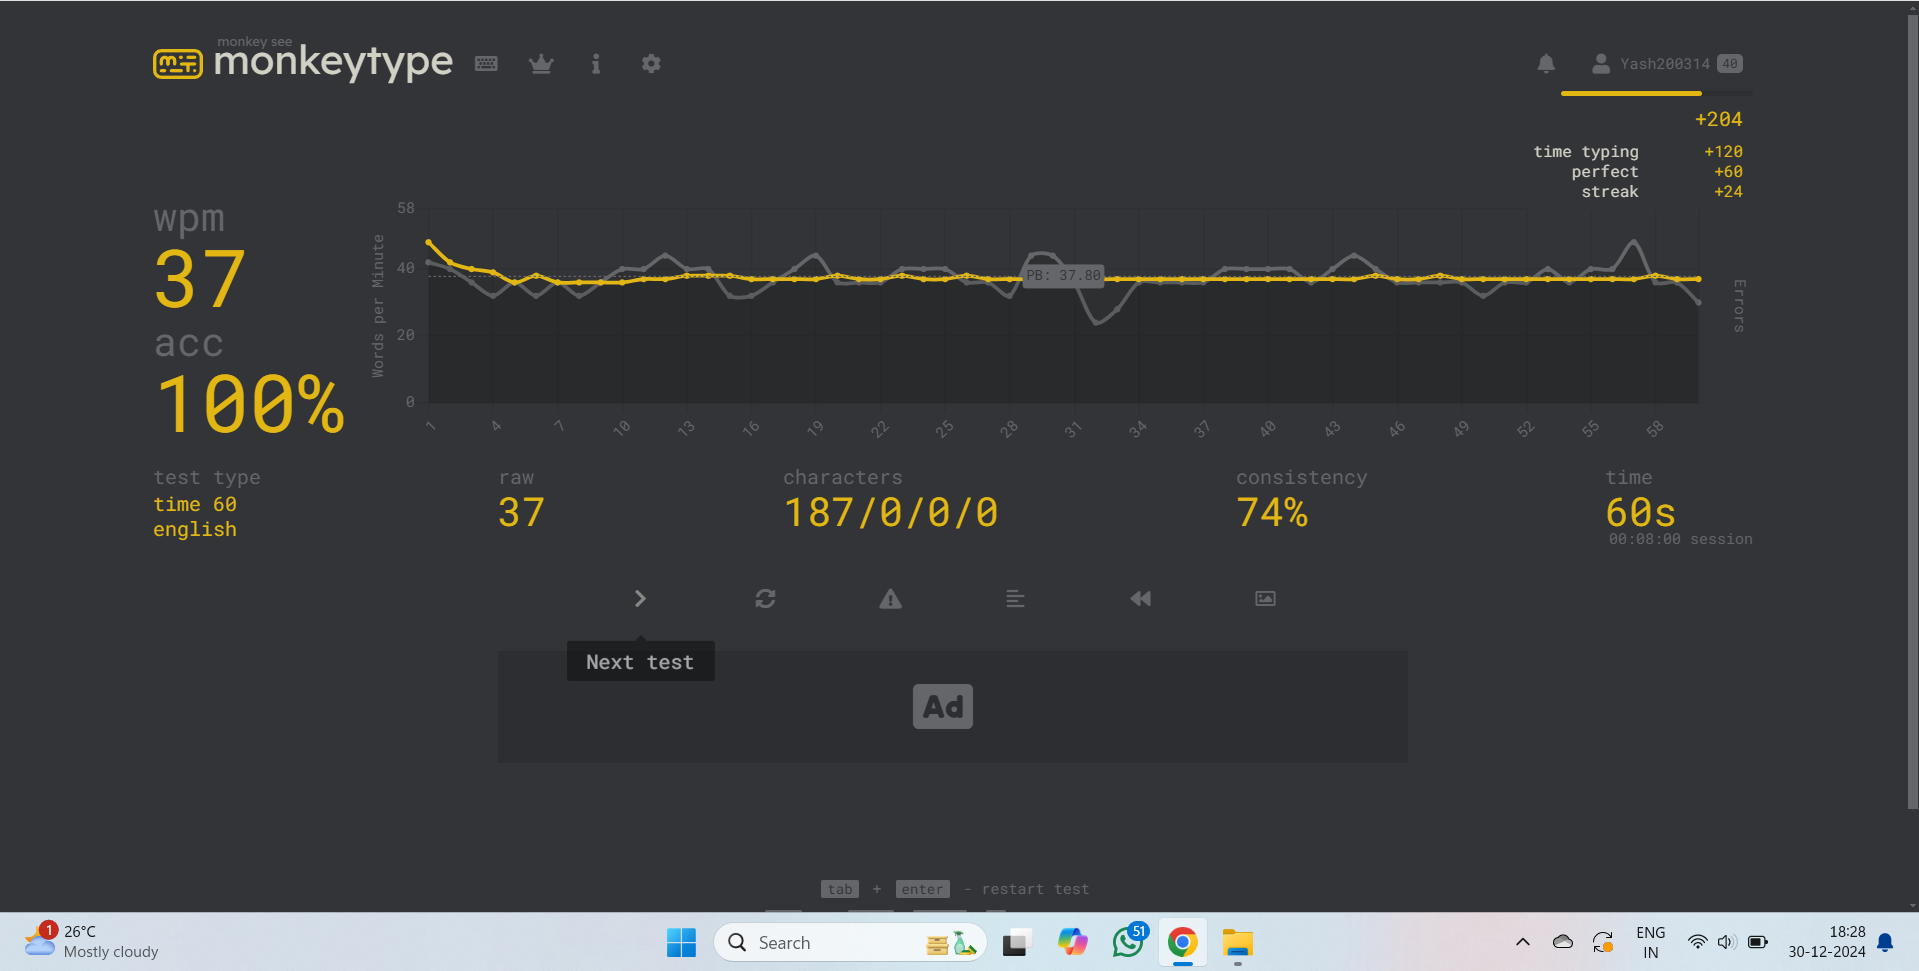 monkey see
monkeytype
Yash200314 40
+204
time typing +120
perfect +60
streak +24
wpm
37
acc
100%
Words per Minute
58
40
20
0
PB: 37.80
Errors
1 4 7 10 13 16 19 22 25 28 31 34 37 40 43 46 49 52 55 58
test type
time 60
english
raw
37
characters
187/0/0/0
consistency
74%
time
60s
00:08:00 session
Next test
Ad
tab + enter - restart test
1
26°C
Mostly cloudy
Search
51
ENG
IN
18:28
30-12-2024